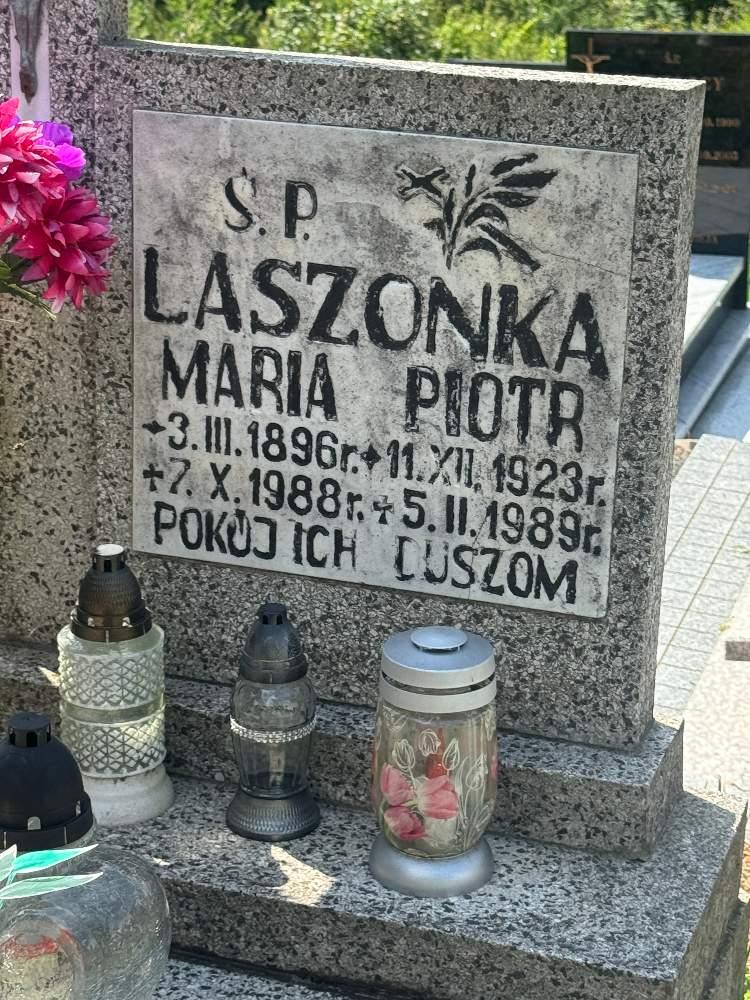 Ś. P.
LASZONKA
MARIA PIOTR
*3.III.1896r. *11.XII.1923r.
+7.X.1988r. +5.II.1989r.
POKÓJ ICH DUSZOM